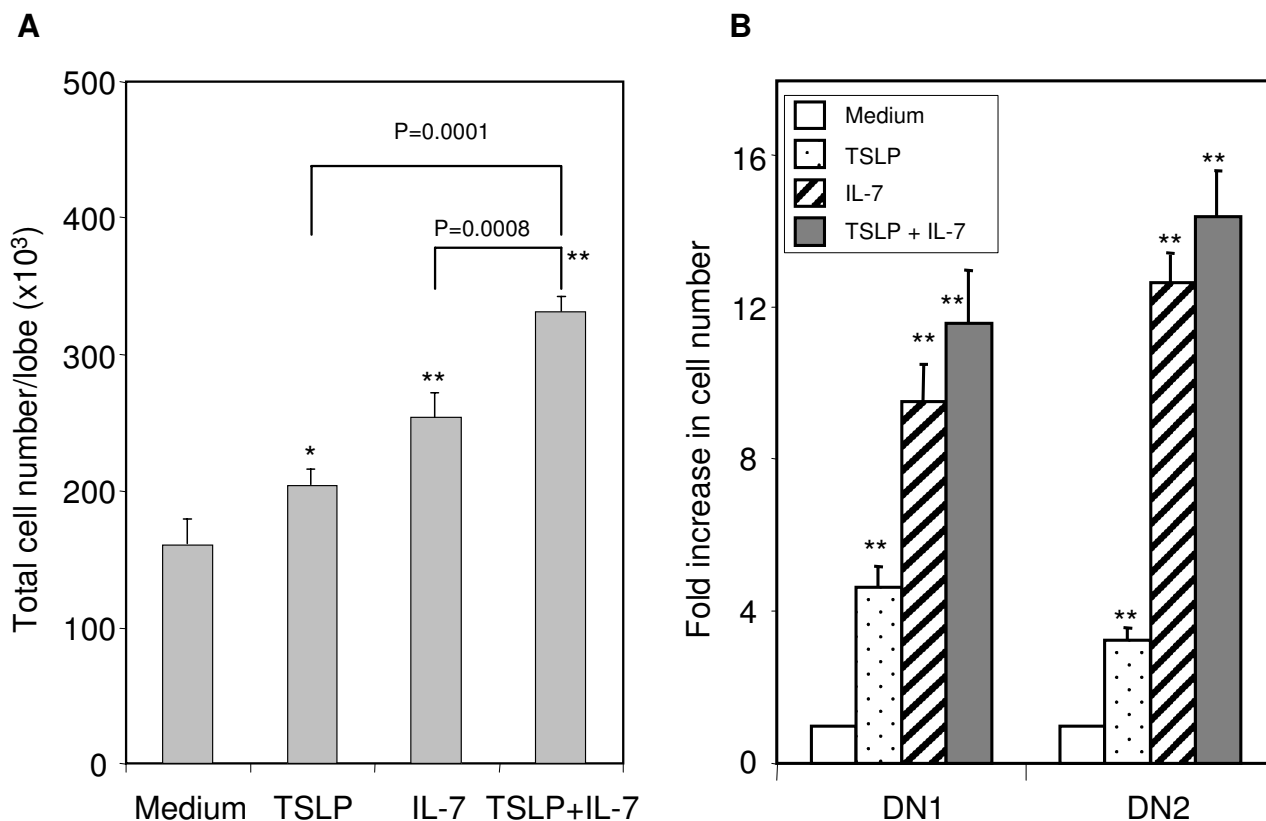 A
Total cell number/lobe (x10³)
500
400
300
200
100
0
P=0.0001
P=0.0008
**
**
*
Medium TSLP IL-7 TSLP+IL-7
B
Fold increase in cell number
16
12
8
4
0
Medium
TSLP
IL-7
TSLP + IL-7
**
**
**
**
**
**
DN1 DN2